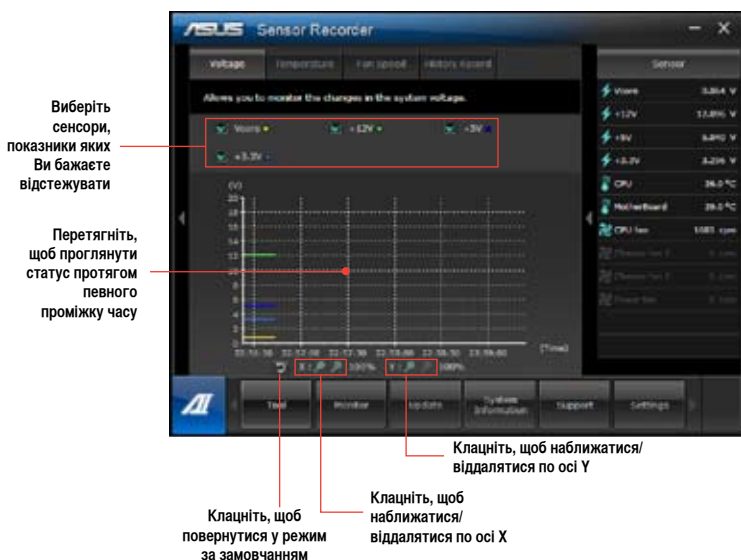 ASUS Sensor Recorder
Voltage Temperature Fan Speed History Record
Allows you to monitor the changes in the system voltage.
Vcore +12V +5V
+3.3V
(V)
20
18
16
14
12
10
8
6
4
2
0
[Time]
X : 100% Y : 100%
Sensor
Vcore V
+12V V
+5V V
+3.3V V
CPU °C
MotherBoard °C
CPU fan rpm
Tool Monitor Update System Information Support Settings
Виберіть
сенсори,
показники яких
Ви бажаєте
відстежувати
Перетягніть,
щоб проглянути
статус протягом
певного
проміжку часу
Клацніть, щоб наближатися/
віддалятися по осі Y
Клацніть, щоб
наближатися/
віддалятися по осі X
Клацніть, щоб
повернутися у режим
за замовчанням